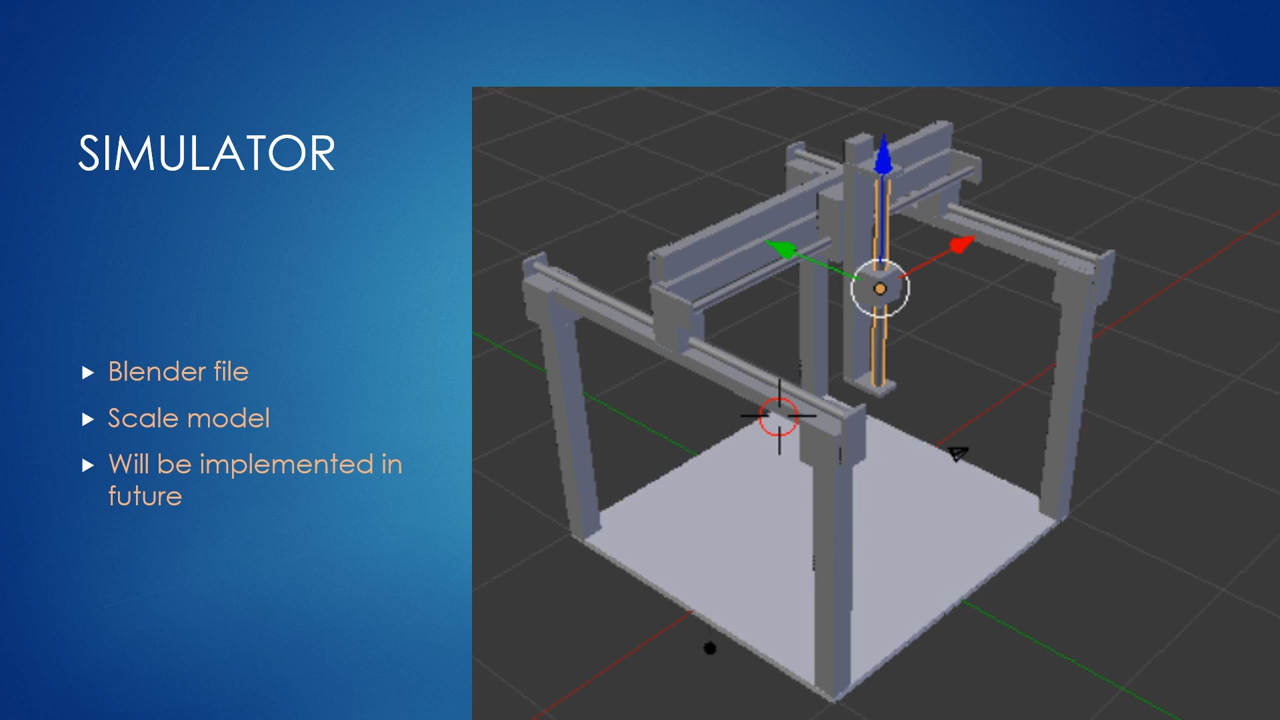 SIMULATOR
Blender file
Scale model
Will be implemented in
future